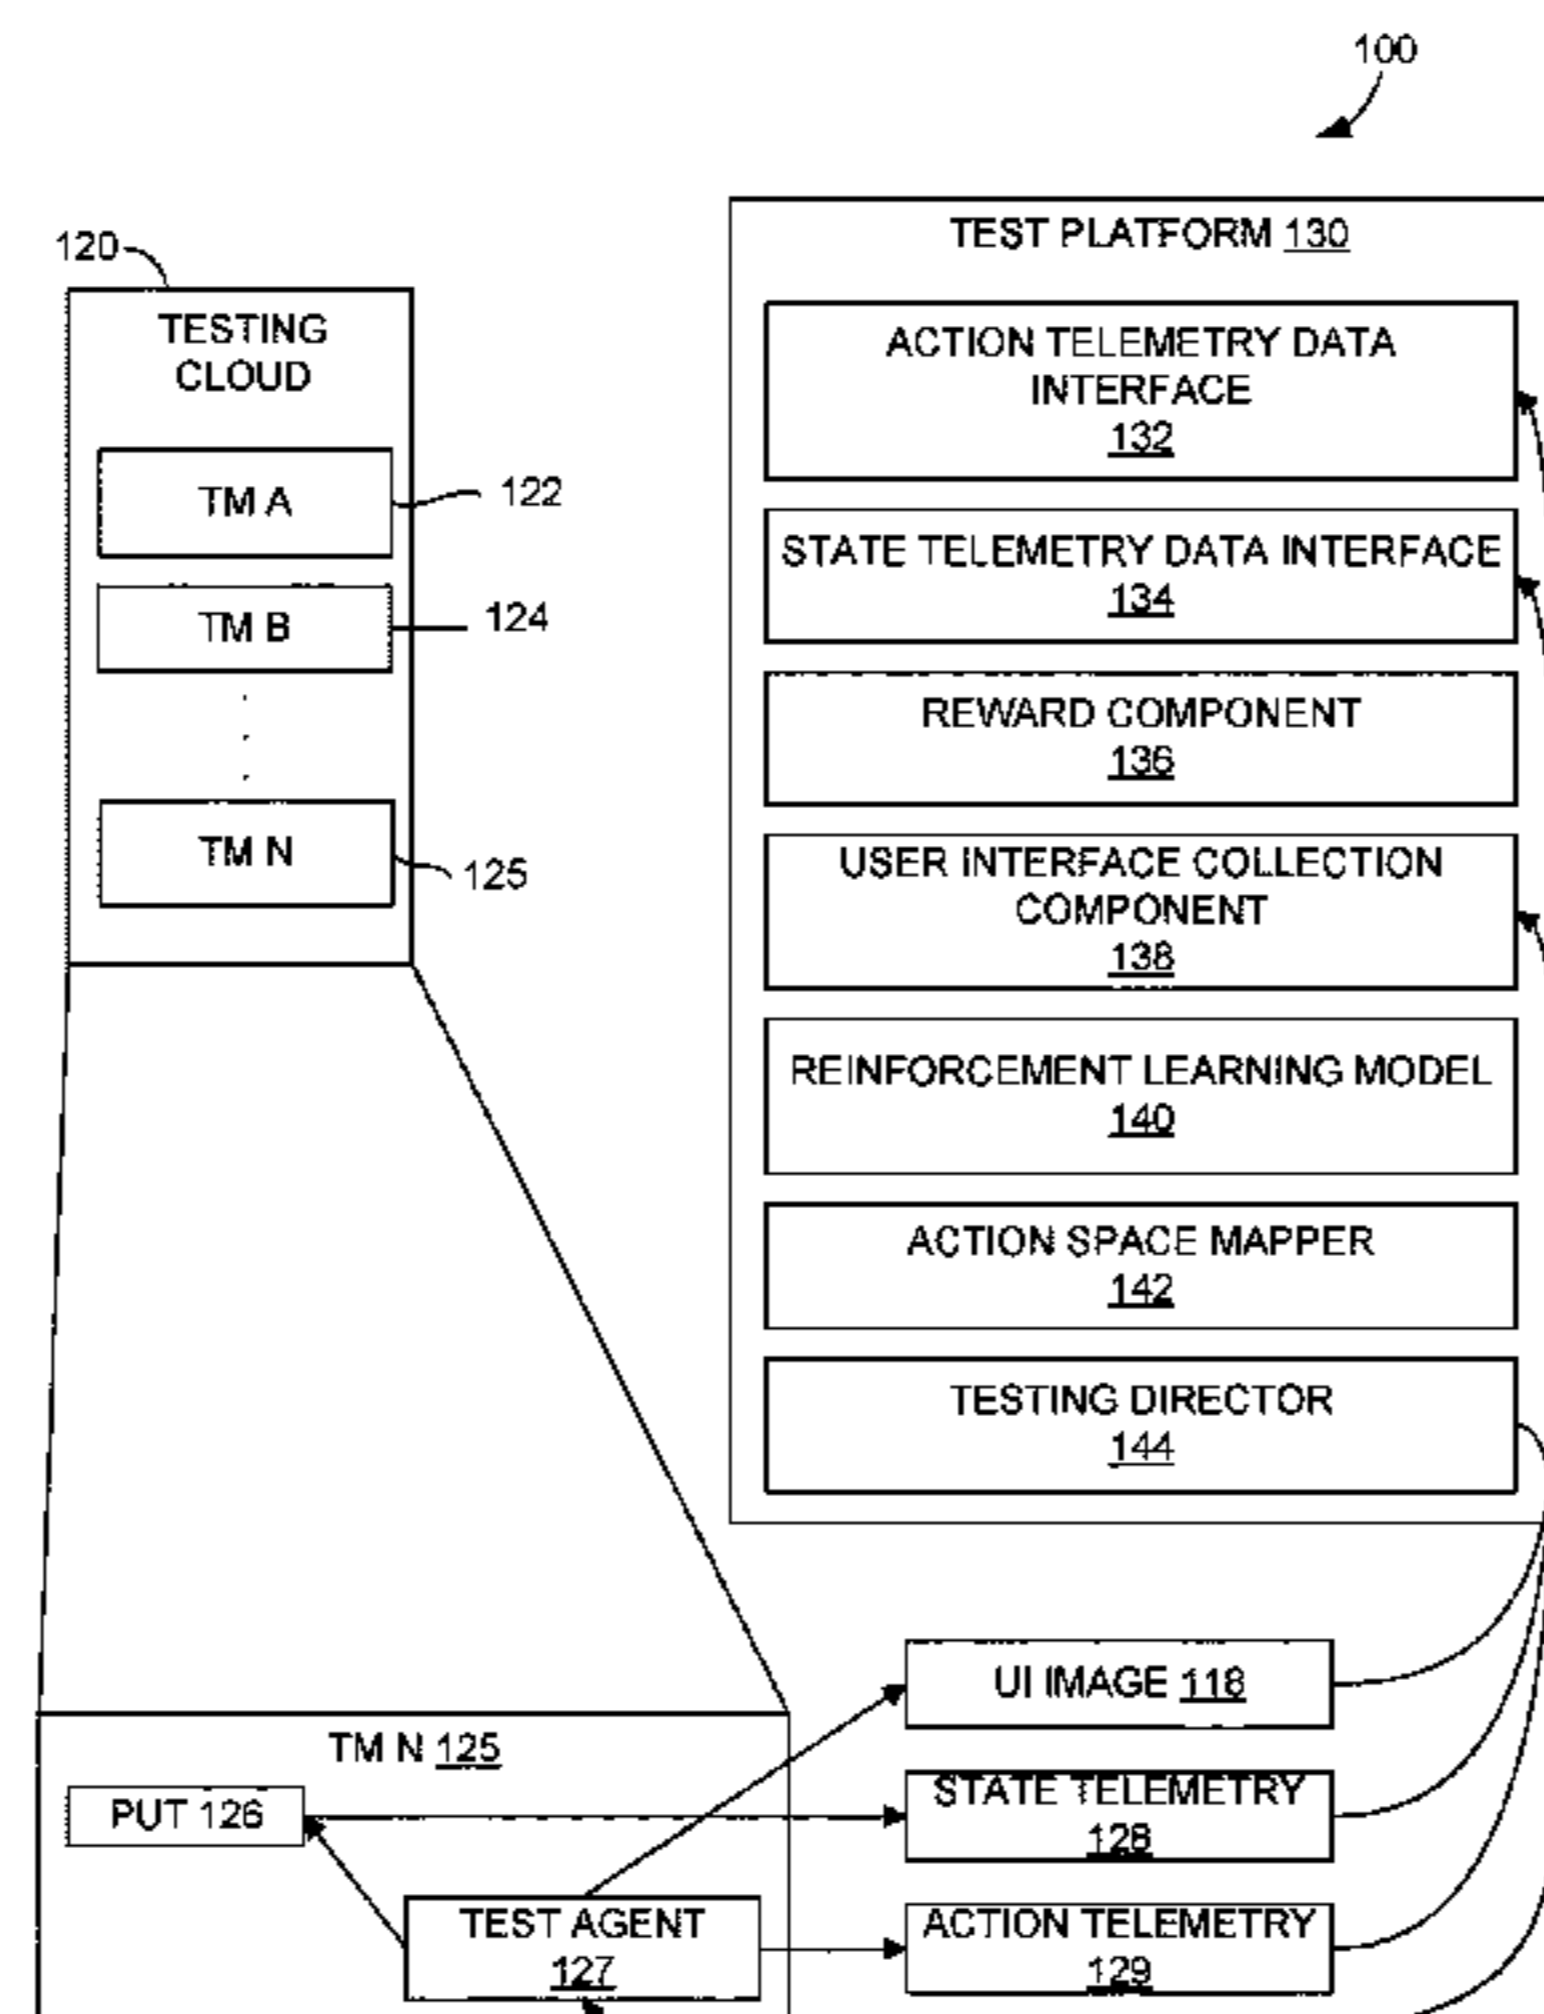 100
TEST PLATFORM 130
120
TESTING
CLOUD
ACTION TELEMETRY DATA
INTERFACE
132
TM A
122
STATE TELEMETRY DATA INTERFACE
134
TM B
124
REWARD COMPONENT
136
TM N
125
USER INTERFACE COLLECTION
COMPONENT
138
REINFORCEMENT LEARNING MODEL
140
ACTION SPACE MAPPER
142
TESTING DIRECTOR
144
UI IMAGE 118
TM N 125
PUT 126
STATE TELEMETRY
128
TEST AGENT
127
ACTION TELEMETRY
129